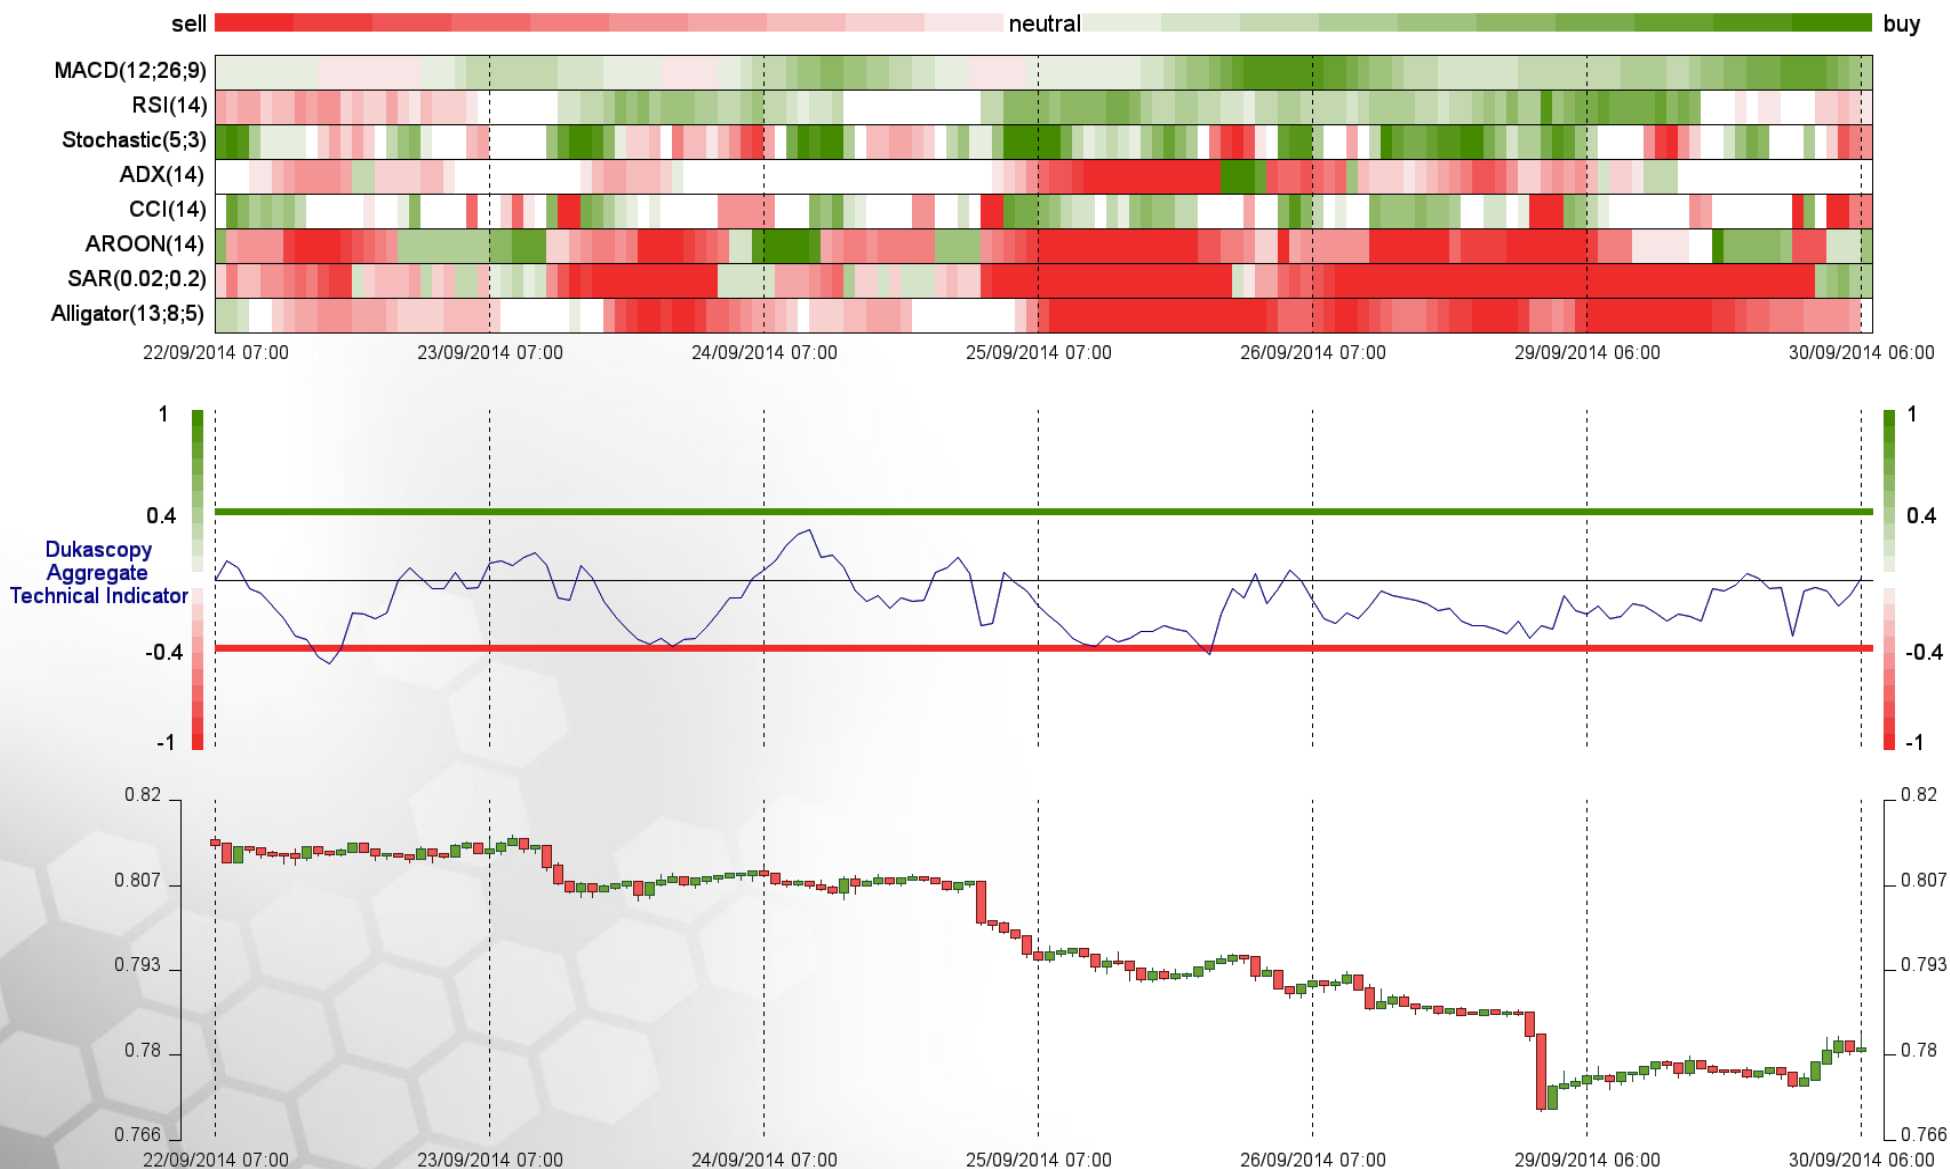 sell neutral buy
MACD(12;26;9)
RSI(14)
Stochastic(5;3)
ADX(14)
CCI(14)
AROON(14)
SAR(0.02;0.2)
Alligator(13;8;5)
22/09/2014 07:00 23/09/2014 07:00 24/09/2014 07:00 25/09/2014 07:00 26/09/2014 07:00 29/09/2014 06:00 30/09/2014 06:00
1 1
0.4 0.4
Dukascopy
Aggregate
Technical Indicator
-0.4 -0.4
-1 -1
0.82 0.82
0.807 0.807
0.793 0.793
0.78 0.78
0.766 0.766
22/09/2014 07:00 23/09/2014 07:00 24/09/2014 07:00 25/09/2014 07:00 26/09/2014 07:00 29/09/2014 06:00 30/09/2014 06:00